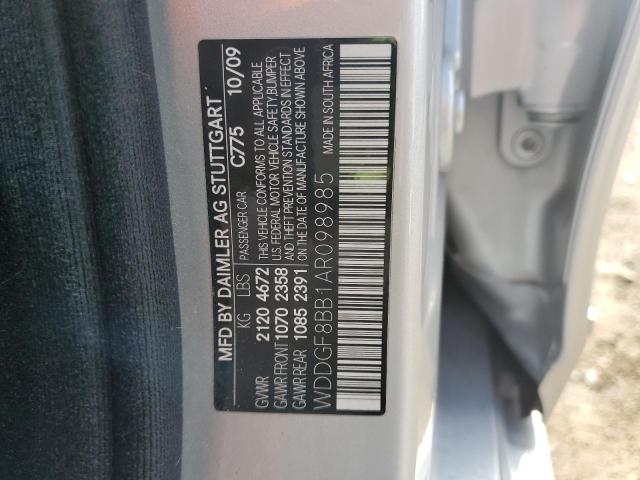 MFD BY DAIMLER AG STUTTGART
C775 10/09
KG LBS PASSENGER CAR
GVWR 2120 4672
GAWR FRONT 1070 2358
GAWR REAR 1085 2391
THIS VEHICLE CONFORMS TO ALL APPLICABLE
U.S. FEDERAL MOTOR VEHICLE SAFETY BUMPER
AND THEFT PREVENTION STANDARDS IN EFFECT
ON THE DATE OF MANUFACTURE SHOWN ABOVE
WDDGF8BB1AR098985
MADE IN SOUTH AFRICA